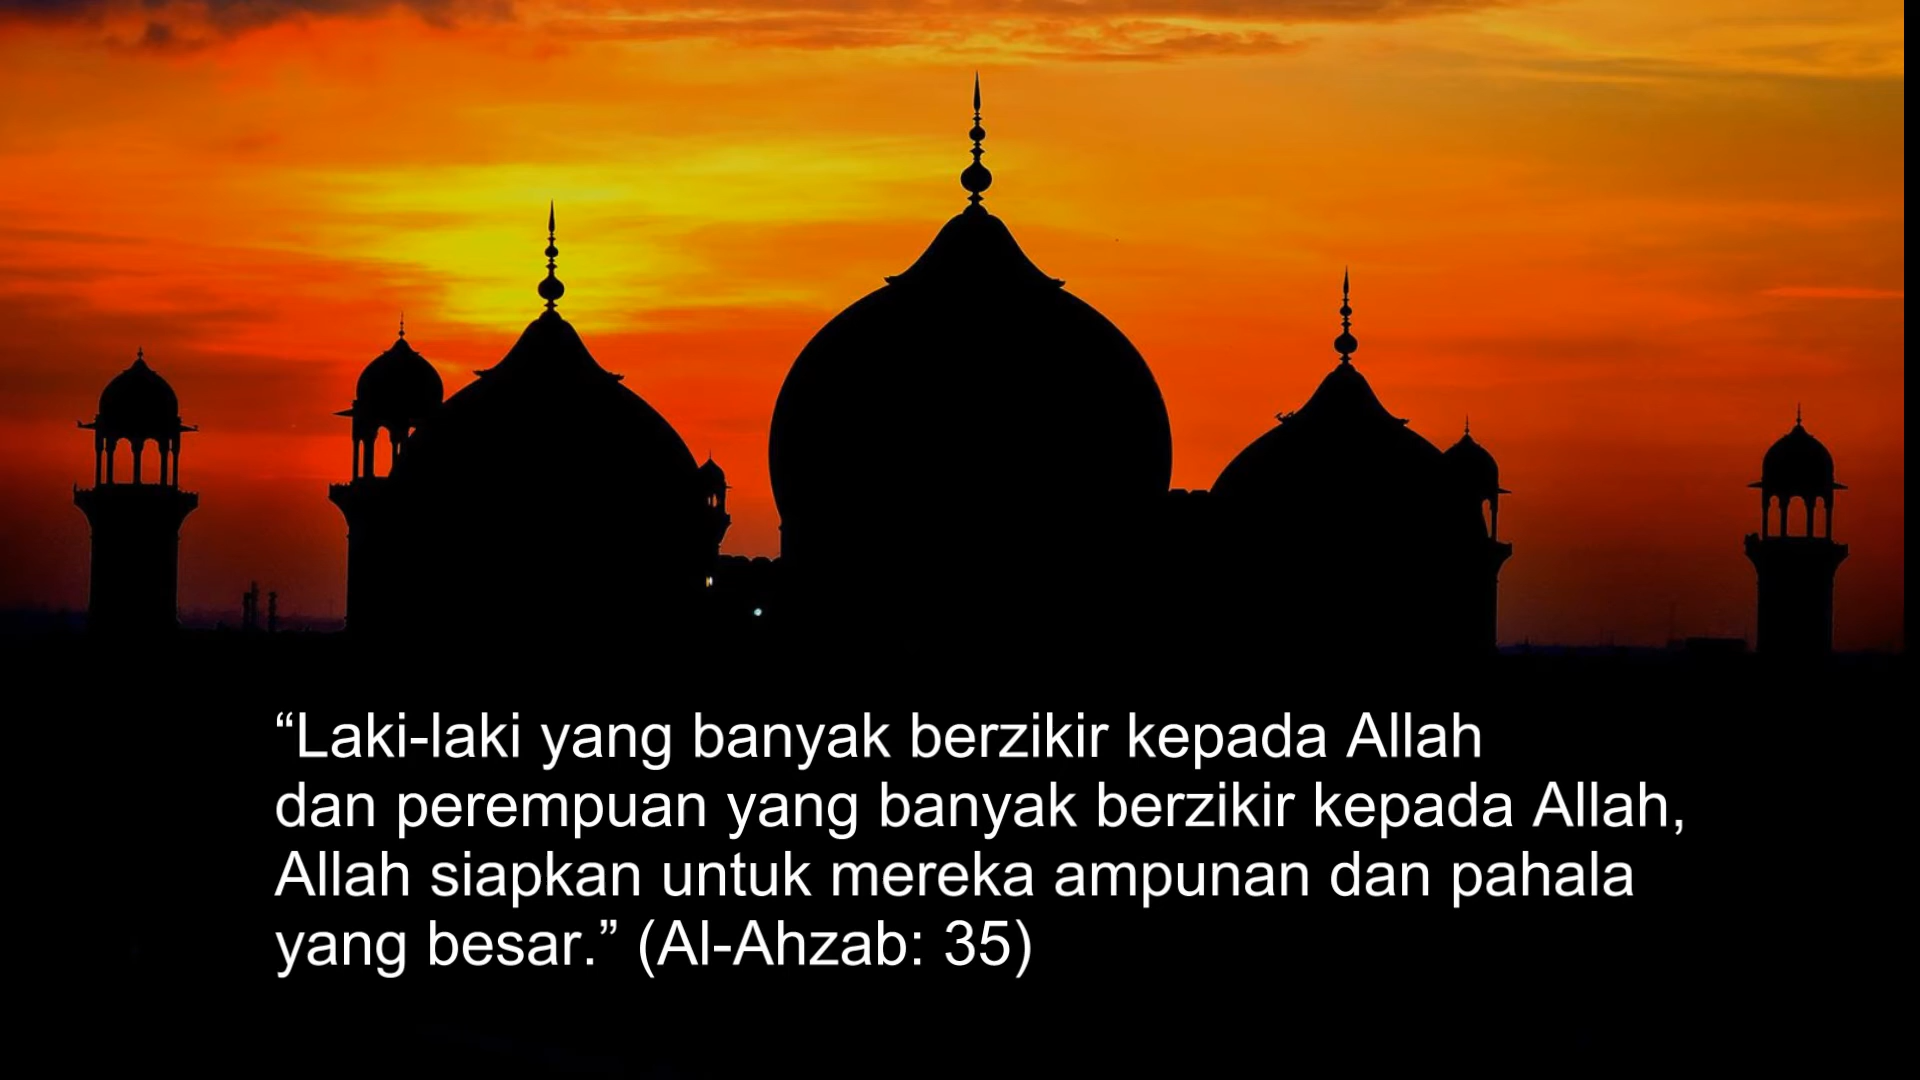 “Laki-laki yang banyak berzikir kepada Allah
dan perempuan yang banyak berzikir kepada Allah,
Allah siapkan untuk mereka ampunan dan pahala
yang besar.” (Al-Ahzab: 35)